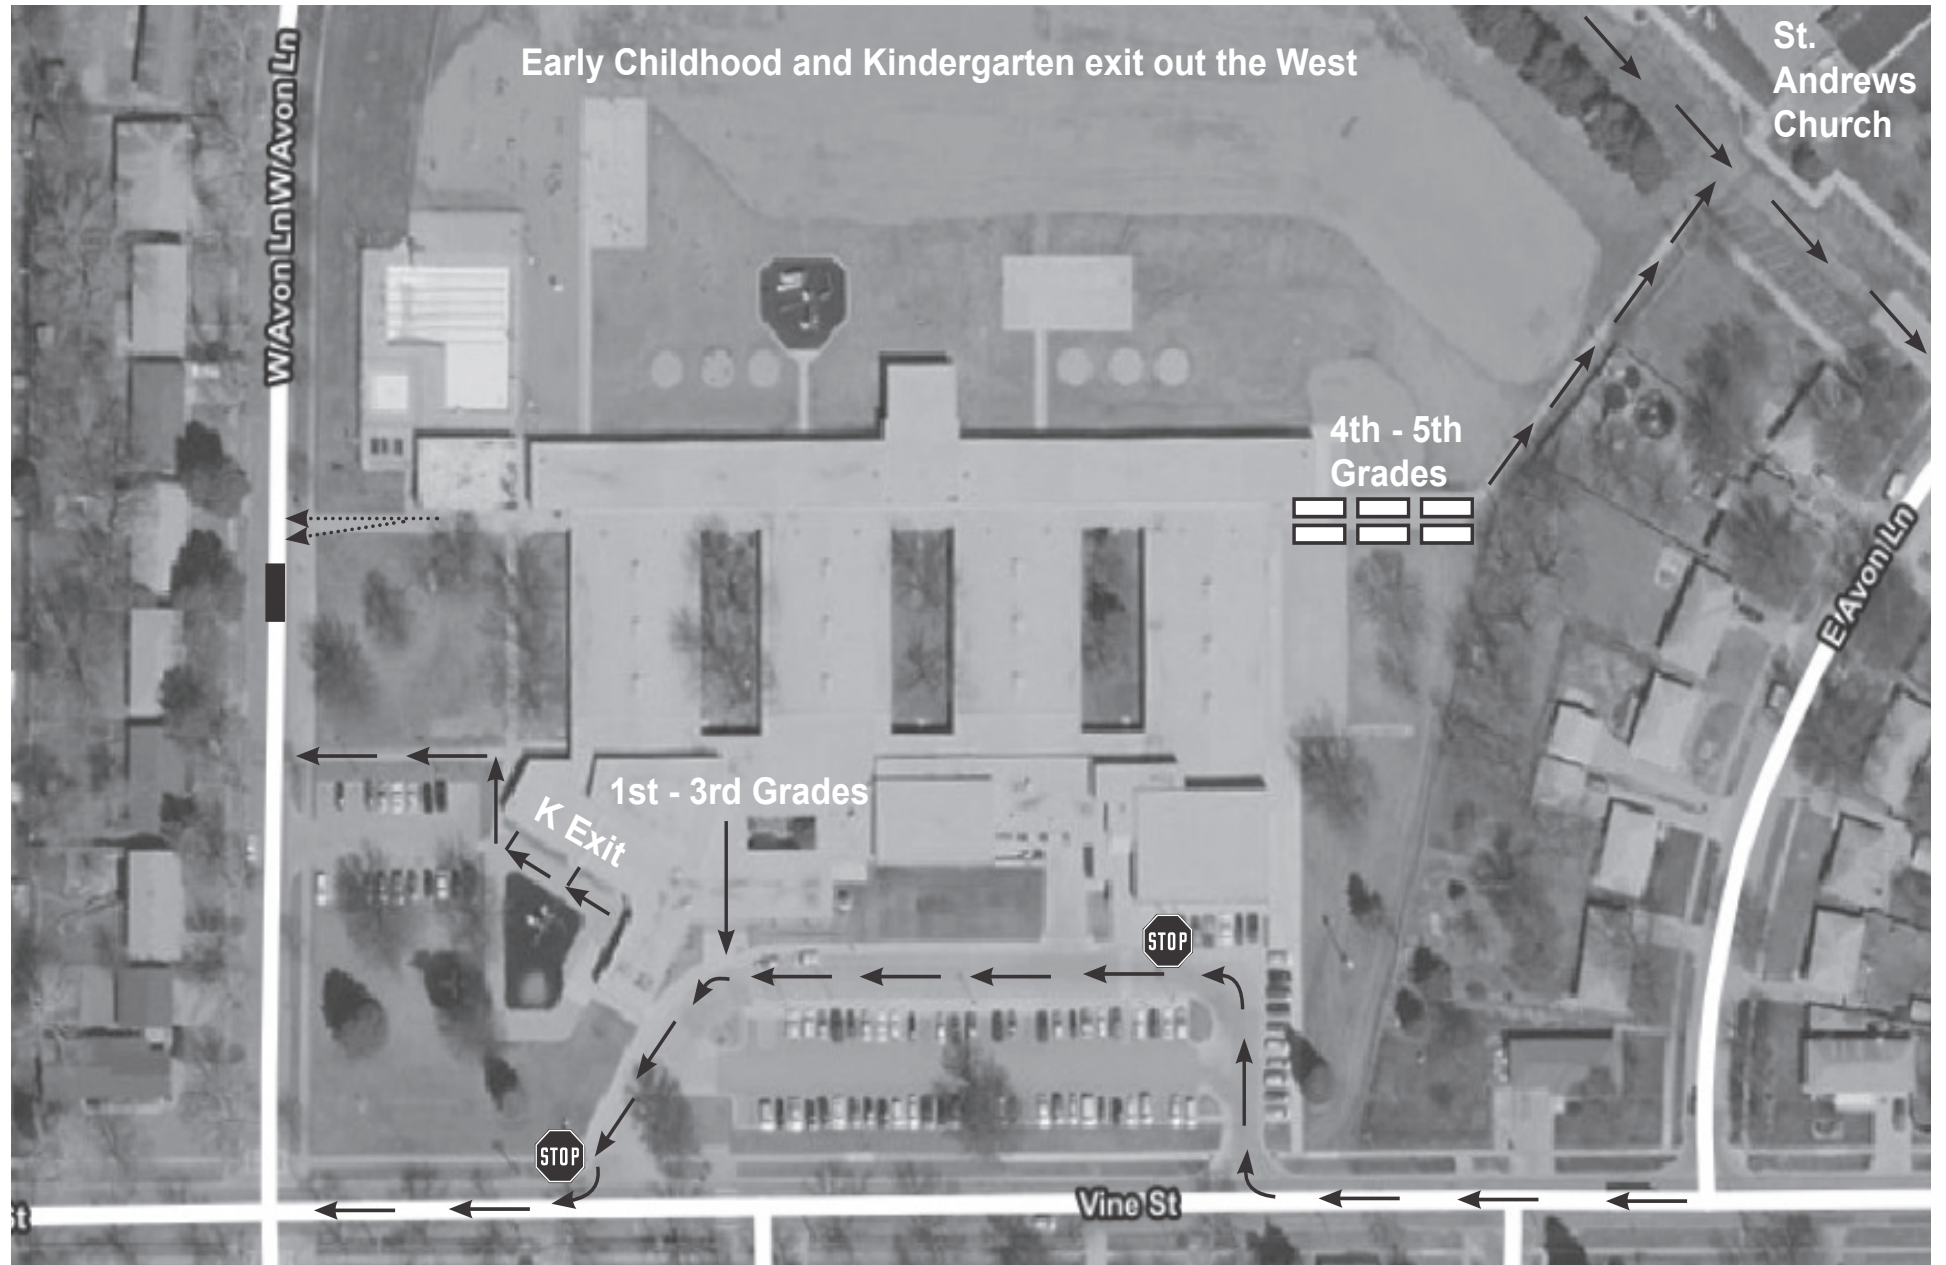 Early Childhood and Kindergarten exit out the West
St.
Andrews
Church
W Avon Ln W Avon Ln
4th - 5th
Grades
E Avon Ln
1st - 3rd Grades
K Exit
STOP
STOP
Vine St
St